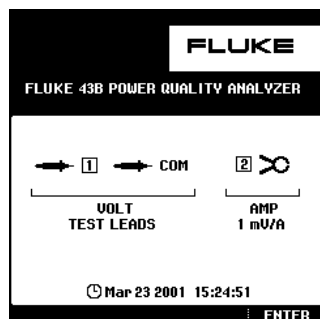 FLUKE
FLUKE 43B POWER QUALITY ANALYZER
1 COM 2
VOLT AMP
TEST LEADS 1 mV/A
Mar 23 2001 15:24:51
ENTER